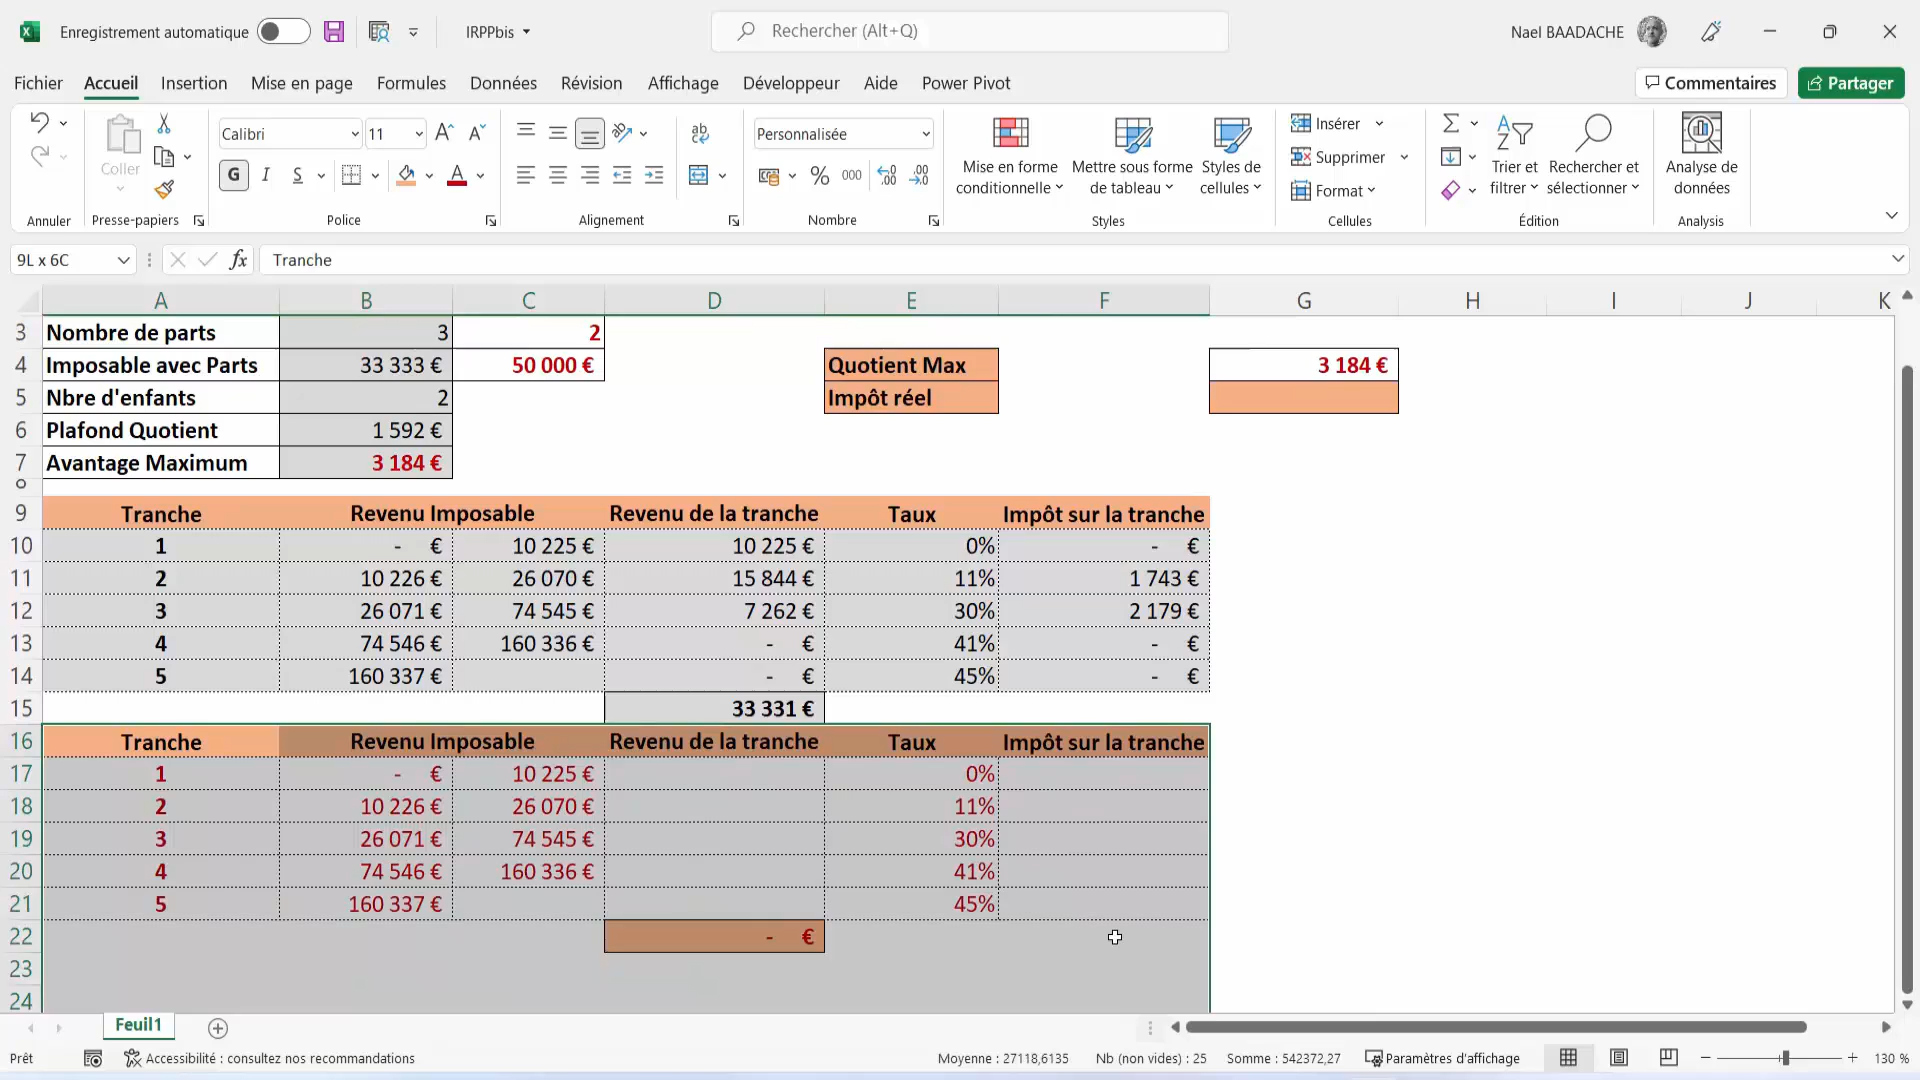 Enregistrement automatique IRPPbis Rechercher (Alt+Q) Nael BAADACHE
Fichier Accueil Insertion Mise en page Formules Données Révision Affichage Développeur Aide Power Pivot Commentaires Partager
Coller
Calibri 11
G I S
ab
Personnalisée
% 000
Mise en forme conditionnelle
Mettre sous forme de tableau
Styles de cellules
Insérer
Supprimer
Format
Trier et filtrer
Rechercher et sélectionner
Analyse de données
Annuler Presse-papiers Police Alignement Nombre Styles Cellules Édition Analysis
9L x 6C fx Tranche
A B C D E F G H I J K
3 Nombre de parts 3 2
4 Imposable avec Parts 33 333 € 50 000 € Quotient Max 3 184 €
5 Nbre d'enfants 2 Impôt réel
6 Plafond Quotient 1 592 €
7 Avantage Maximum 3 184 €
9 Tranche Revenu Imposable Revenu de la tranche Taux Impôt sur la tranche
10 1 - € 10 225 € 10 225 € 0% - €
11 2 10 226 € 26 070 € 15 844 € 11% 1 743 €
12 3 26 071 € 74 545 € 7 262 € 30% 2 179 €
13 4 74 546 € 160 336 € - € 41% - €
14 5 160 337 € - € 45% - €
15 33 331 €
16 Tranche Revenu Imposable Revenu de la tranche Taux Impôt sur la tranche
17 1 - € 10 225 € 0%
18 2 10 226 € 26 070 € 11%
19 3 26 071 € 74 545 € 30%
20 4 74 546 € 160 336 € 41%
21 5 160 337 € 45%
22 - €
23
24
Feuil1
Prêt Accessibilité : consultez nos recommandations Moyenne : 27118,6135 Nb (non vides) : 25 Somme : 542372,27 Paramètres d'affichage 130 %